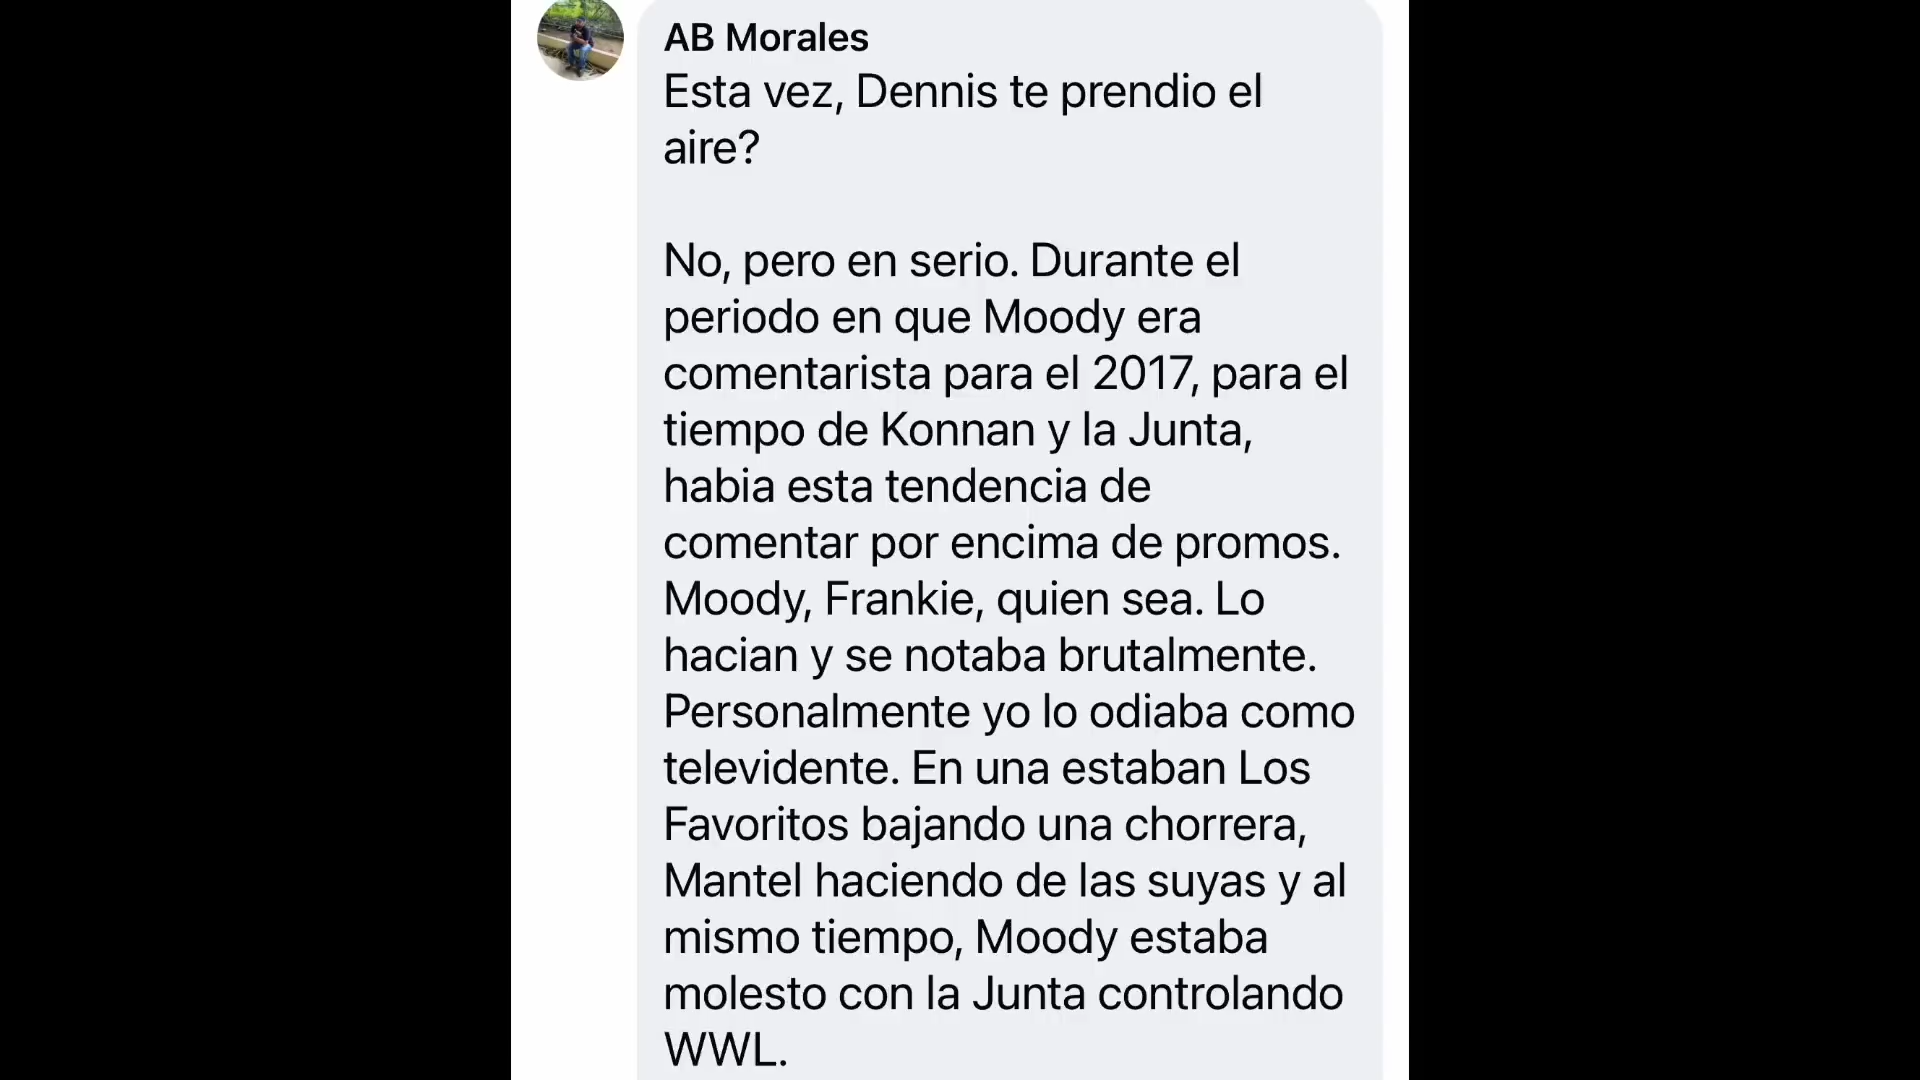 AB Morales
Esta vez, Dennis te prendio el
aire?
No, pero en serio. Durante el
periodo en que Moody era
comentarista para el 2017, para el
tiempo de Konnan y la Junta,
habia esta tendencia de
comentar por encima de promos.
Moody, Frankie, quien sea. Lo
hacian y se notaba brutalmente.
Personalmente yo lo odiaba como
televidente. En una estaban Los
Favoritos bajando una chorrera,
Mantel haciendo de las suyas y al
mismo tiempo, Moody estaba
molesto con la Junta controlando
WWL.